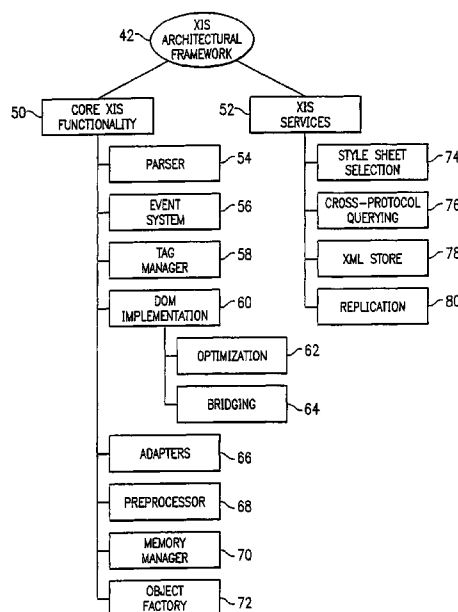 XIS
ARCHITECTURAL
FRAMEWORK
42
50
CORE XIS
FUNCTIONALITY
52
XIS
SERVICES
PARSER
54
EVENT
SYSTEM
56
TAG
MANAGER
58
DOM
IMPLEMENTATION
60
OPTIMIZATION
62
BRIDGING
64
ADAPTERS
66
PREPROCESSOR
68
MEMORY
MANAGER
70
OBJECT
FACTORY
72
STYLE SHEET
SELECTION
74
CROSS-PROTOCOL
QUERYING
76
XML STORE
78
REPLICATION
80